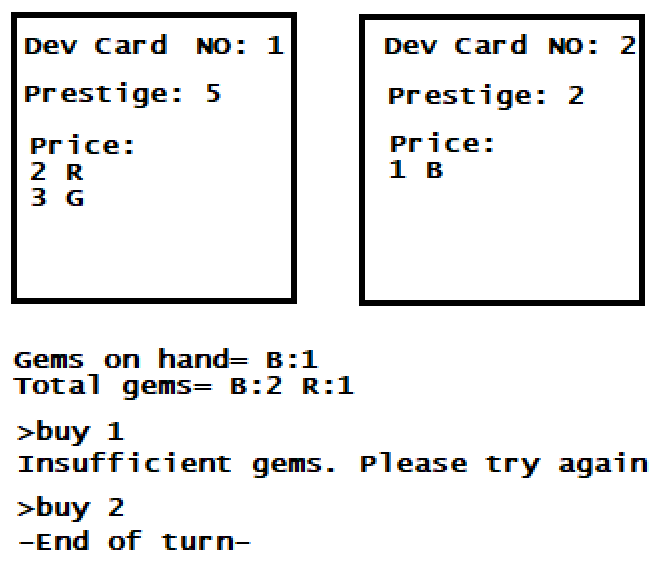 Dev Card NO: 1
Prestige: 5
Price:
2 R
3 G
Dev Card NO: 2
Prestige: 2
Price:
1 B
Gems on hand= B:1
Total gems= B:2 R:1
>buy 1
Insufficient gems. Please try again
>buy 2
-End of turn-